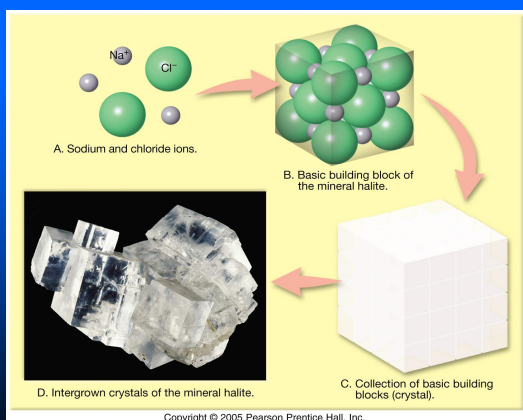 Na⁺
Cl⁻
A. Sodium and chloride ions.
B. Basic building block of
the mineral halite.
C. Collection of basic building
blocks (crystal).
D. Intergrown crystals of the mineral halite.
Copyright © 2005 Pearson Prentice Hall, Inc.